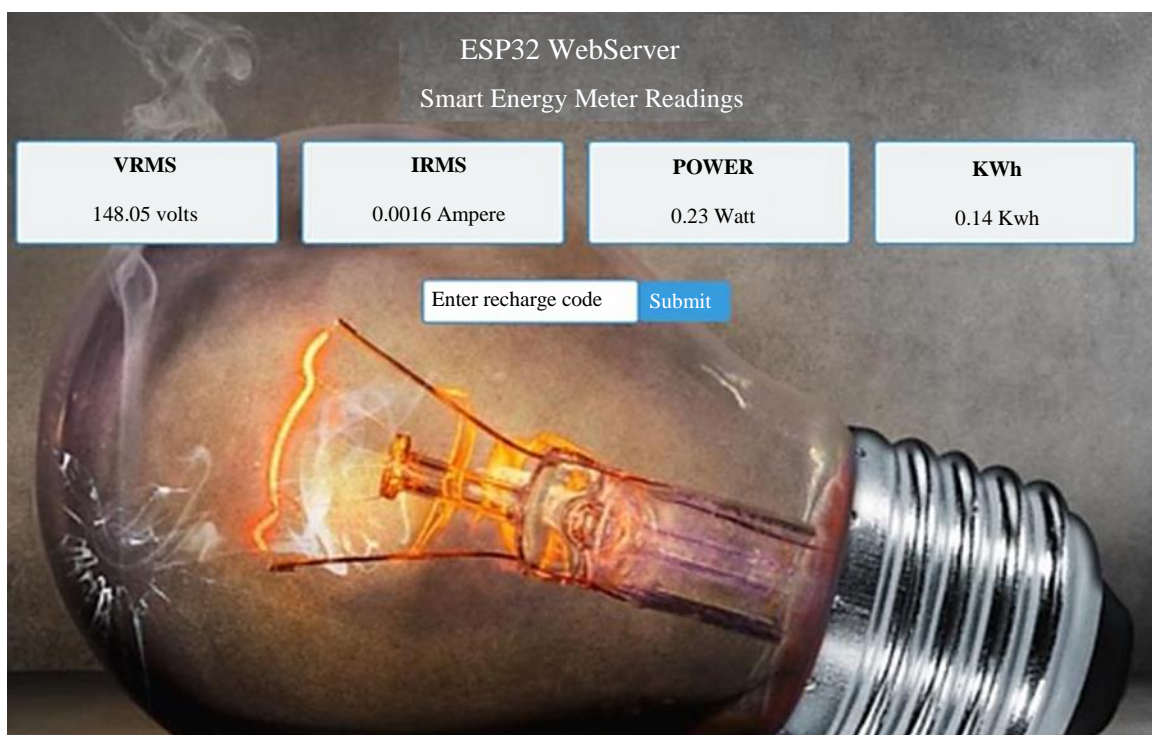 ESP32 WebServer
Smart Energy Meter Readings
VRMS
148.05 volts
IRMS
0.0016 Ampere
POWER
0.23 Watt
KWh
0.14 Kwh
Enter recharge code
Submit